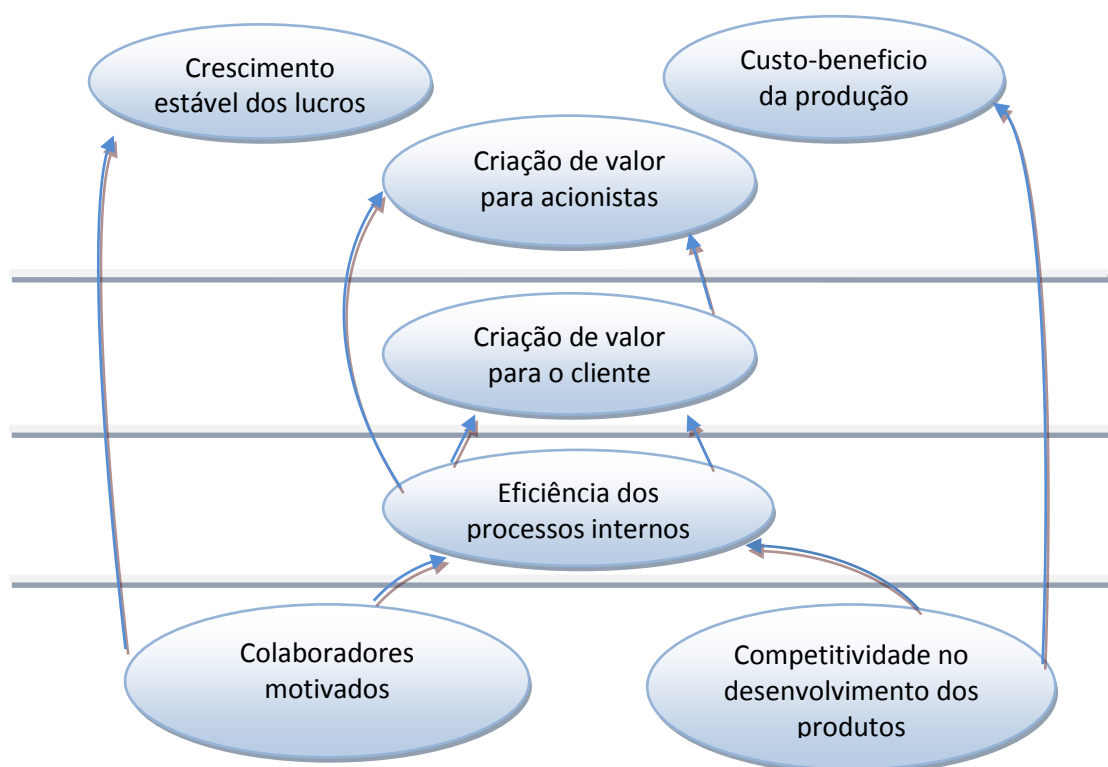 Crescimento
estável dos lucros
Custo-beneficio
da produção
Criação de valor
para acionistas
Criação de valor
para o cliente
Eficiência dos
processos internos
Colaboradores
motivados
Competitividade no
desenvolvimento dos
produtos